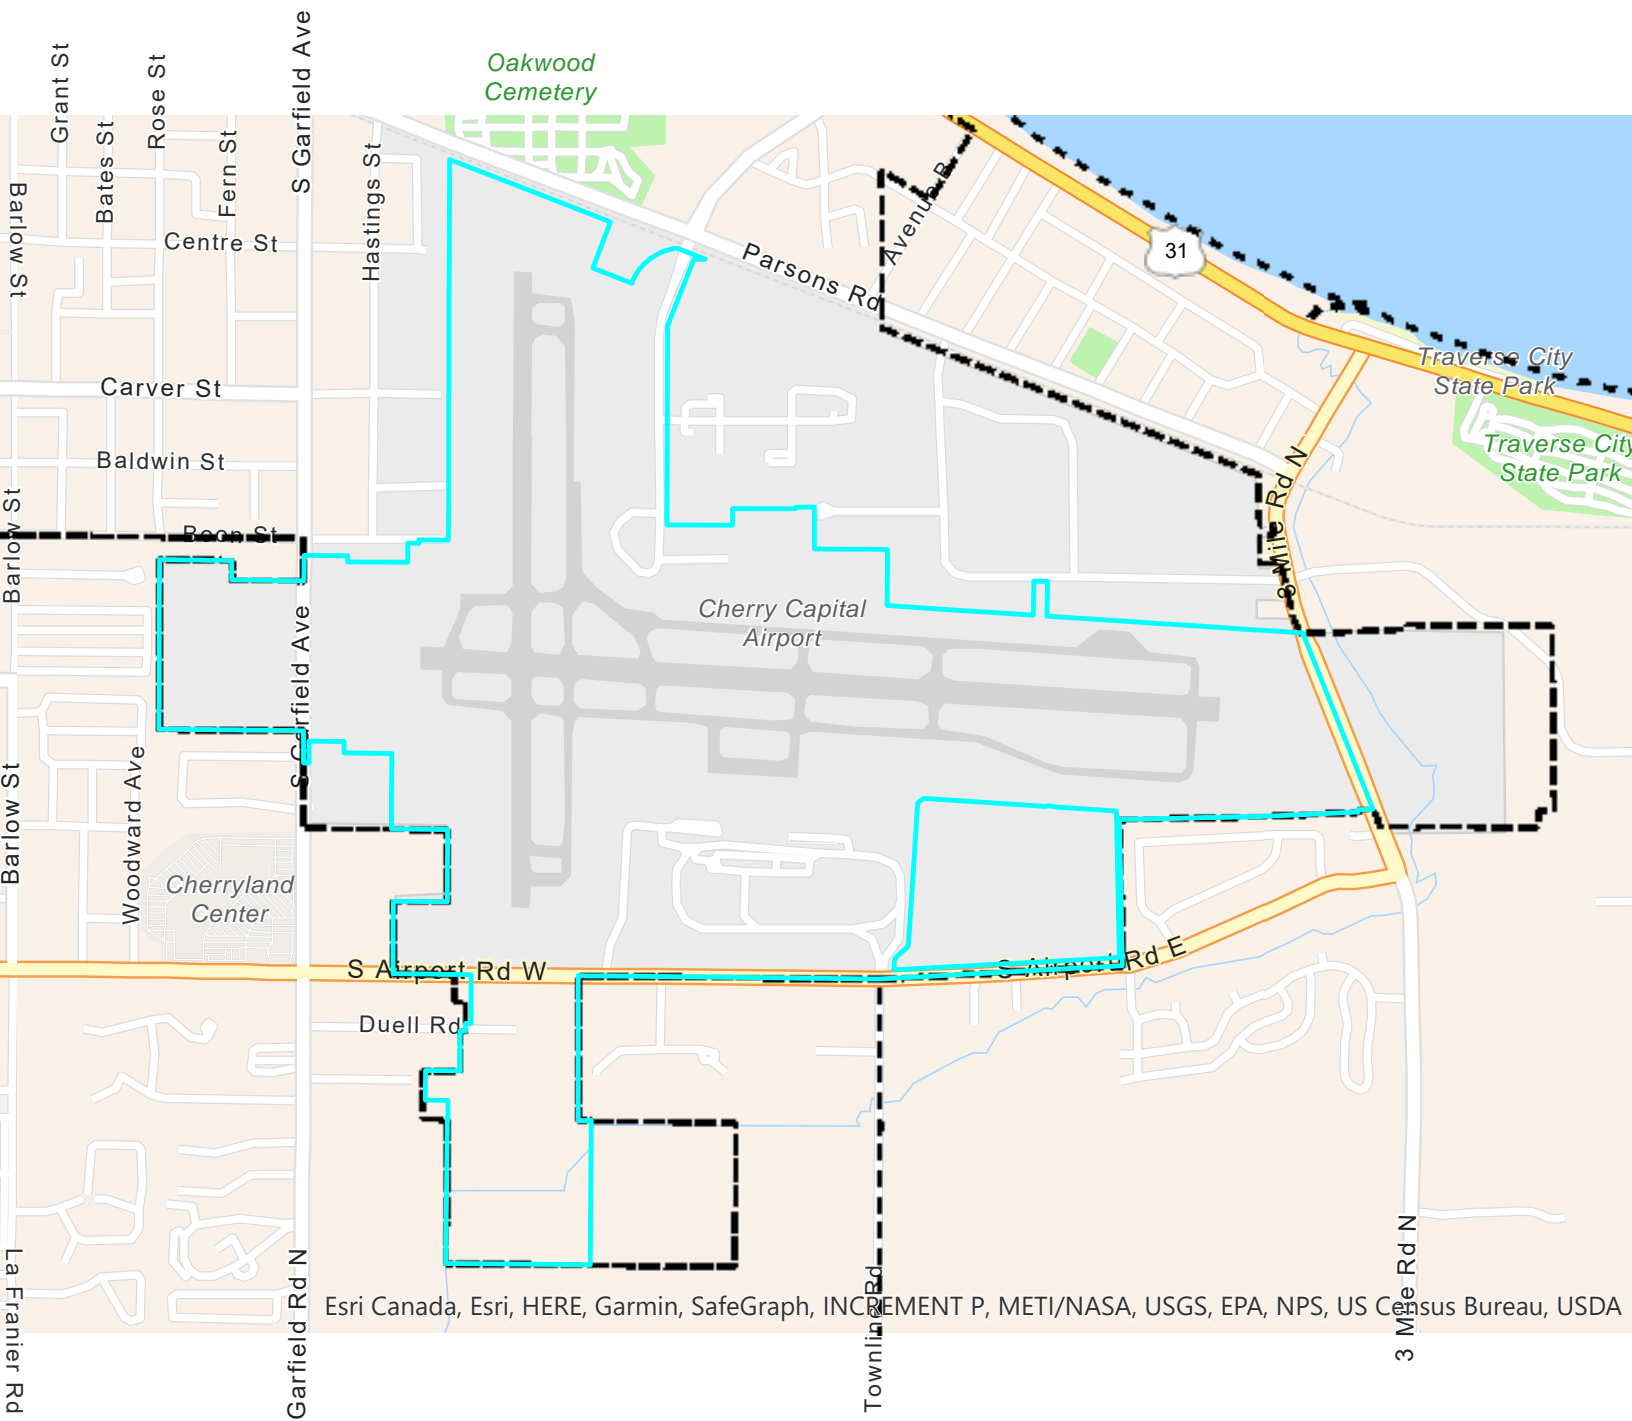 Grant St
Bates St
Rose St
Fern St
S Garfield Ave
Hastings St
Oakwood
Cemetery
Barlow St
Centre St
Avenue B
31
Parsons Rd
Traverse City
State Park
Carver St
Traverse City
State Park
Baldwin St
3 Mile Rd N
Barlow St
Boon St
Cherry Capital
Airport
S Garfield Ave
Woodward Ave
Barlow St
Cherryland
Center
S Airport Rd W
S Airport Rd E
Duell Rd
La Franier Rd
Garfield Rd N
Townline Rd
3 Mile Rd N
Esri Canada, Esri, HERE, Garmin, SafeGraph, INCREMENT P, METI/NASA, USGS, EPA, NPS, US Census Bureau, USDA